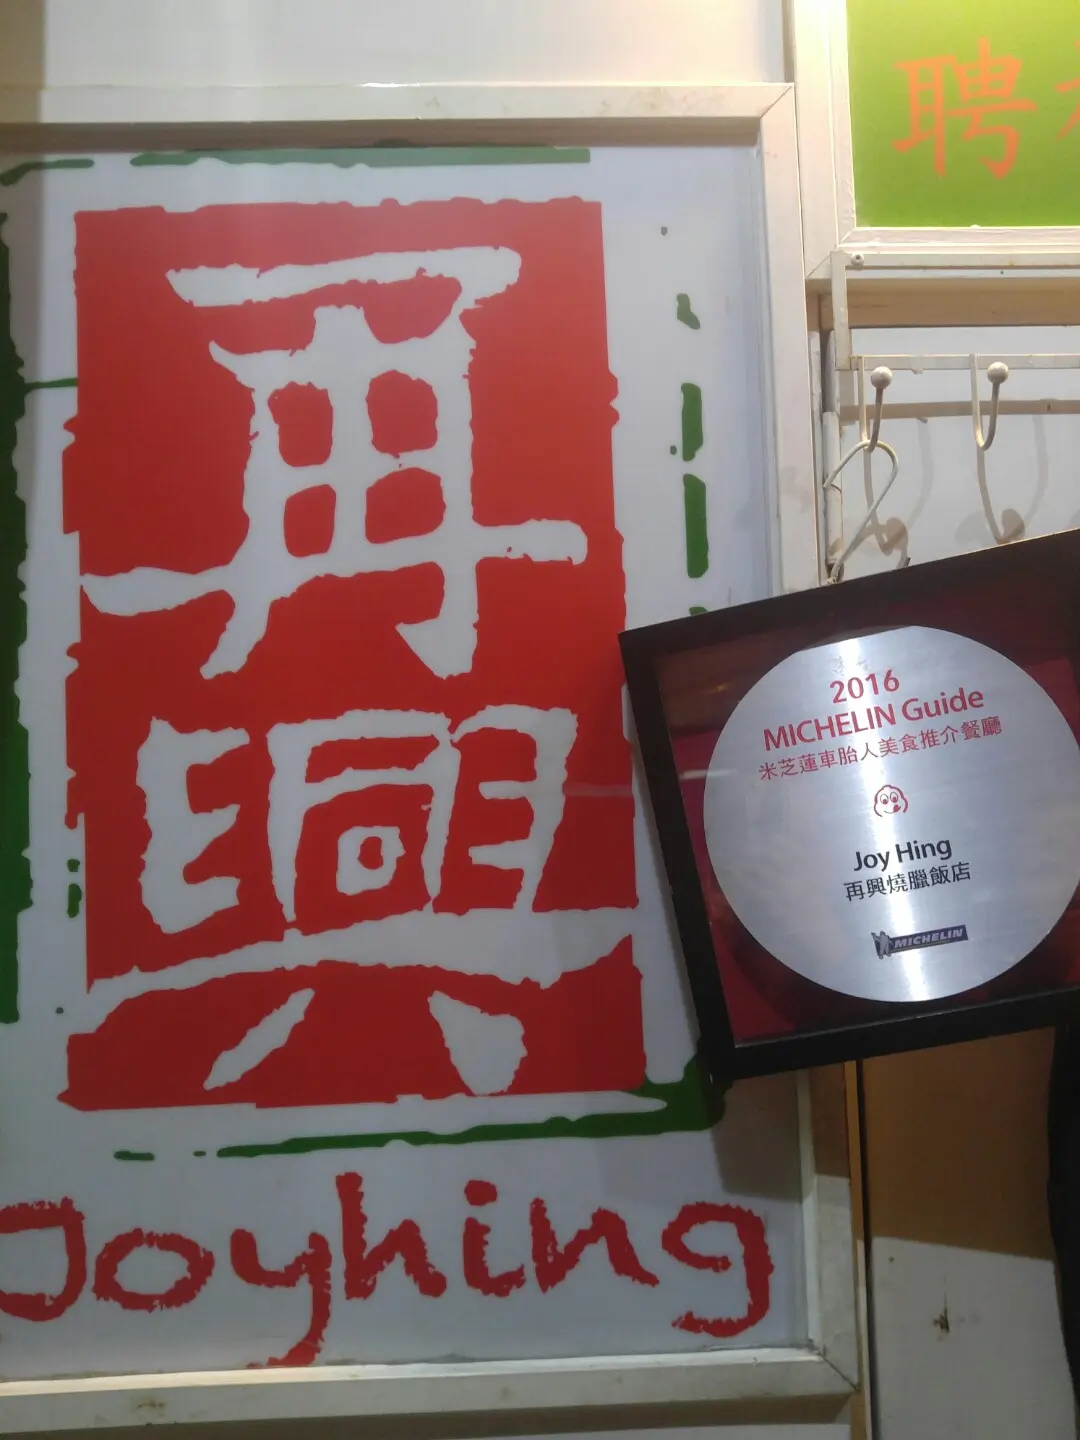 再興
Joyhing
聘
2016
MICHELIN Guide
米芝蓮車胎人美食推介餐廳
Joy Hing
再興燒臘飯店
MICHELIN